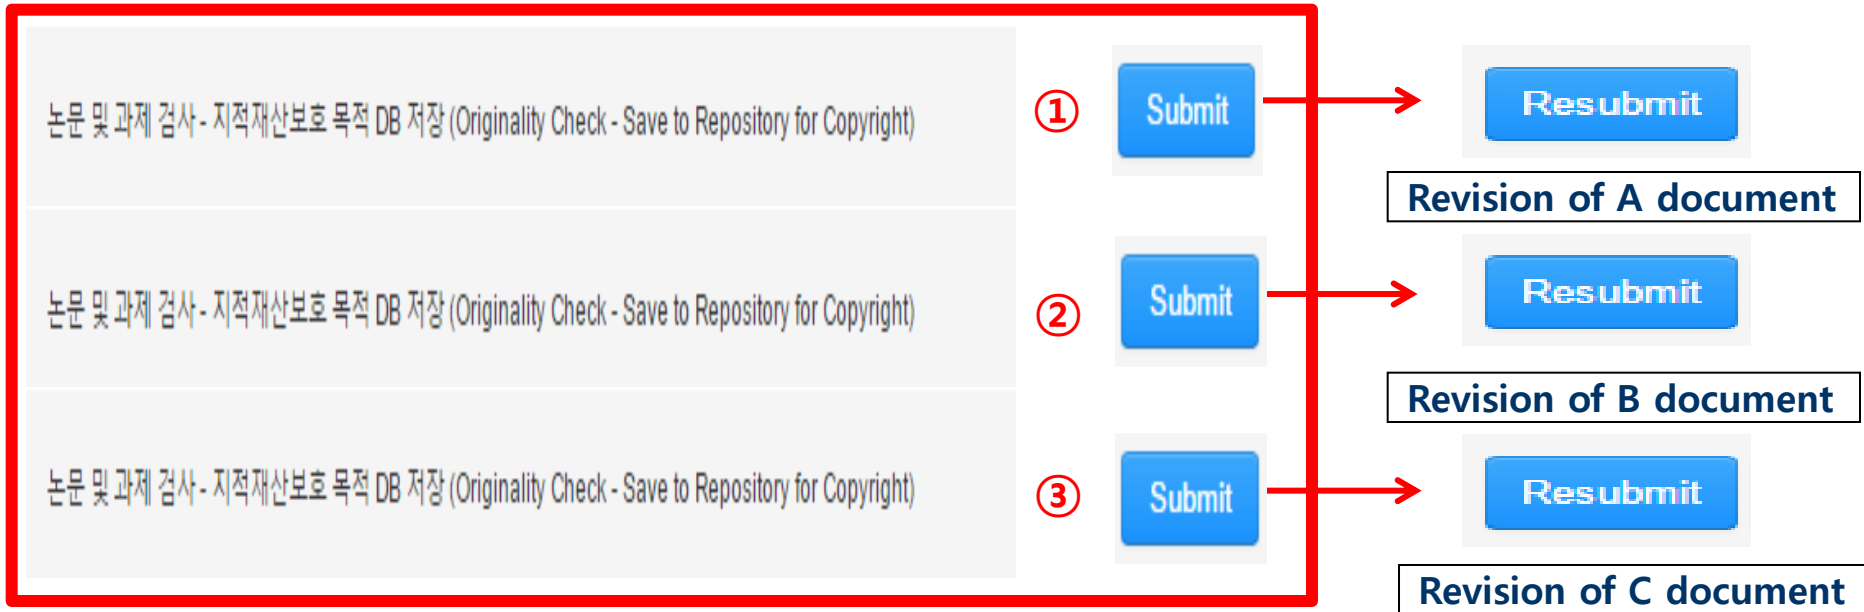 논문 및 과제 검사 - 지적재산보호 목적 DB 저장 (Originality Check - Save to Repository for Copyright) ① Submit Resubmit
Revision of A document
논문 및 과제 검사 - 지적재산보호 목적 DB 저장 (Originality Check - Save to Repository for Copyright) ② Submit Resubmit
Revision of B document
논문 및 과제 검사 - 지적재산보호 목적 DB 저장 (Originality Check - Save to Repository for Copyright) ③ Submit Resubmit
Revision of C document